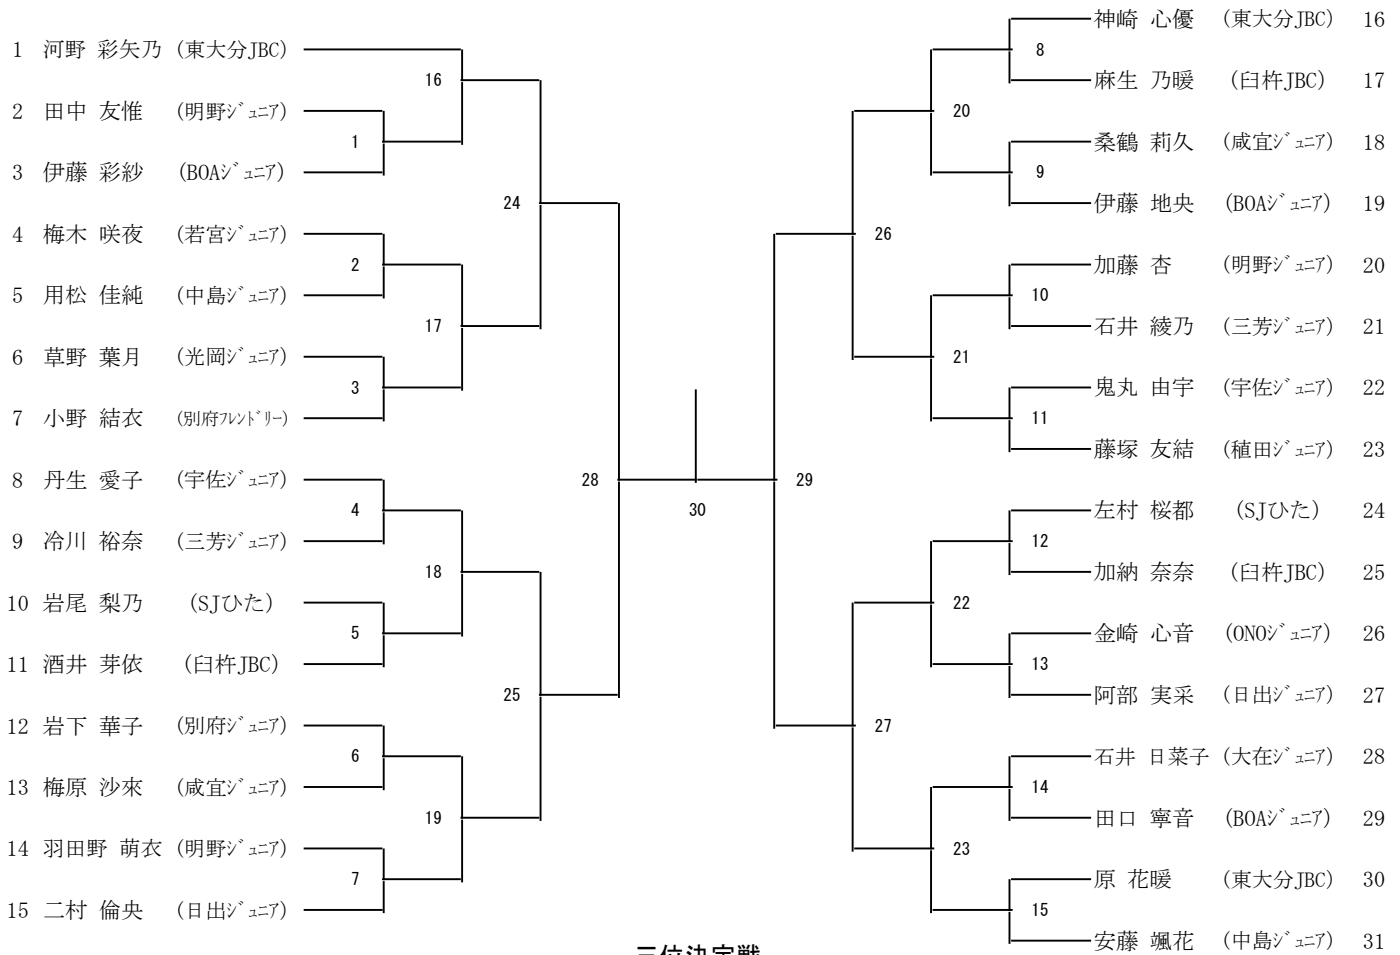 1 河野 彩矢乃 (東大分JBC)
2 田中 友惟 (明野ｼﾞｭﾆｱ)
3 伊藤 彩紗 (BOAｼﾞｭﾆｱ)
4 梅木 咲夜 (若宮ｼﾞｭﾆｱ)
5 用松 佳純 (中島ｼﾞｭﾆｱ)
6 草野 葉月 (光岡ｼﾞｭﾆｱ)
7 小野 結衣 (別府ﾌﾚﾝﾄﾞﾘｰ)
8 丹生 愛子 (宇佐ｼﾞｭﾆｱ)
9 冷川 裕奈 (三芳ｼﾞｭﾆｱ)
10 岩尾 梨乃 (SJひた)
11 酒井 芽依 (臼杵JBC)
12 岩下 華子 (別府ｼﾞｭﾆｱ)
13 梅原 沙來 (咸宜ｼﾞｭﾆｱ)
14 羽田野 萌衣 (明野ｼﾞｭﾆｱ)
15 二村 倫央 (日出ｼﾞｭﾆｱ)
1
2
3
4
5
6
7
16
17
18
19
24
25
28
30
29
26
27
20
21
22
23
8
9
10
11
12
13
14
15
神崎 心優 (東大分JBC) 16
麻生 乃暖 (臼杵JBC) 17
桑鶴 莉久 (咸宜ｼﾞｭﾆｱ) 18
伊藤 地央 (BOAｼﾞｭﾆｱ) 19
加藤 杏 (明野ｼﾞｭﾆｱ) 20
石井 綾乃 (三芳ｼﾞｭﾆｱ) 21
鬼丸 由宇 (宇佐ｼﾞｭﾆｱ) 22
藤塚 友結 (稙田ｼﾞｭﾆｱ) 23
左村 桜都 (SJひた) 24
加納 奈奈 (臼杵JBC) 25
金崎 心音 (ONOｼﾞｭﾆｱ) 26
阿部 実采 (日出ｼﾞｭﾆｱ) 27
石井 日菜子 (大在ｼﾞｭﾆｱ) 28
田口 寧音 (BOAｼﾞｭﾆｱ) 29
原 花暖 (東大分JBC) 30
安藤 颯花 (中島ｼﾞｭﾆｱ) 31
三位決定戦